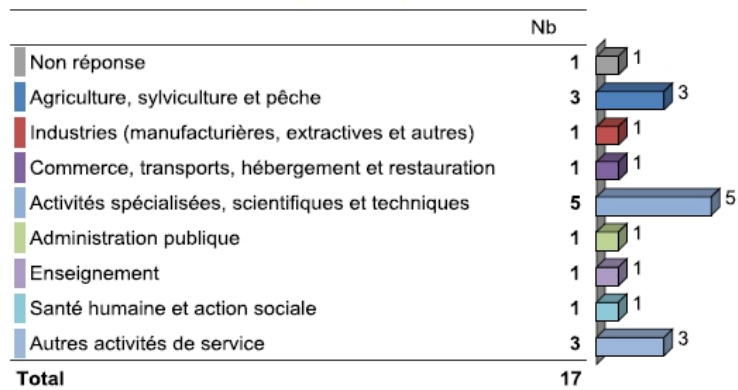 Nb
Non réponse 1 1
Agriculture, sylviculture et pêche 3 3
Industries (manufacturières, extractives et autres) 1 1
Commerce, transports, hébergement et restauration 1 1
Activités spécialisées, scientifiques et techniques 5 5
Administration publique 1 1
Enseignement 1 1
Santé humaine et action sociale 1 1
Autres activités de service 3 3
Total 17